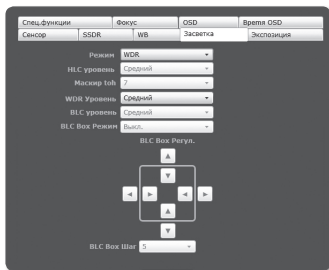 Спец.функции Фокус OSD Время OSD
Сенсор SSDR WB Засветка Экспозиция
Режим WDR
HLC уровень Средний
Маскир toh 7
WDR Уровень Средний
BLC уровень Средний
BLC Box Режим Выкл.
BLC Box Регул.
BLC Box Шаг 5